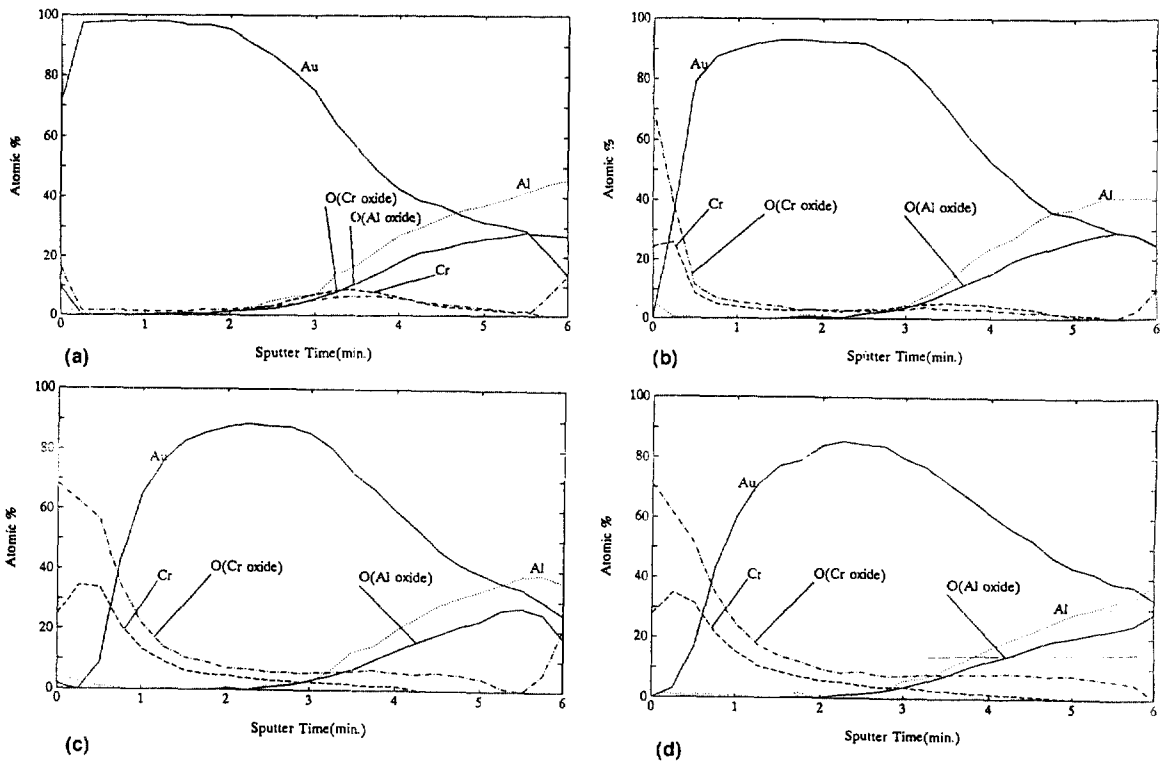 100
80
60
40
20
0
Atomic %
Au
Al
O(Cr oxide)
O(Al oxide)
Cr
0 1 2 3 4 5 6
Sputter Time(min.)
(a)
100
80
60
40
20
0
Atomic %
Au
Cr
O(Cr oxide)
O(Al oxide)
Al
0 1 2 3 4 5 6
Sputter Time(min.)
(b)
100
80
60
40
20
0
Atomic %
Au
Cr
O(Cr oxide)
O(Al oxide)
Al
0 1 2 3 4 5 6
Sputter Time(min.)
(c)
100
80
60
40
20
0
Atomic %
Au
Cr
O(Cr oxide)
O(Al oxide)
Al
0 1 2 3 4 5 6
Sputter Time(min.)
(d)